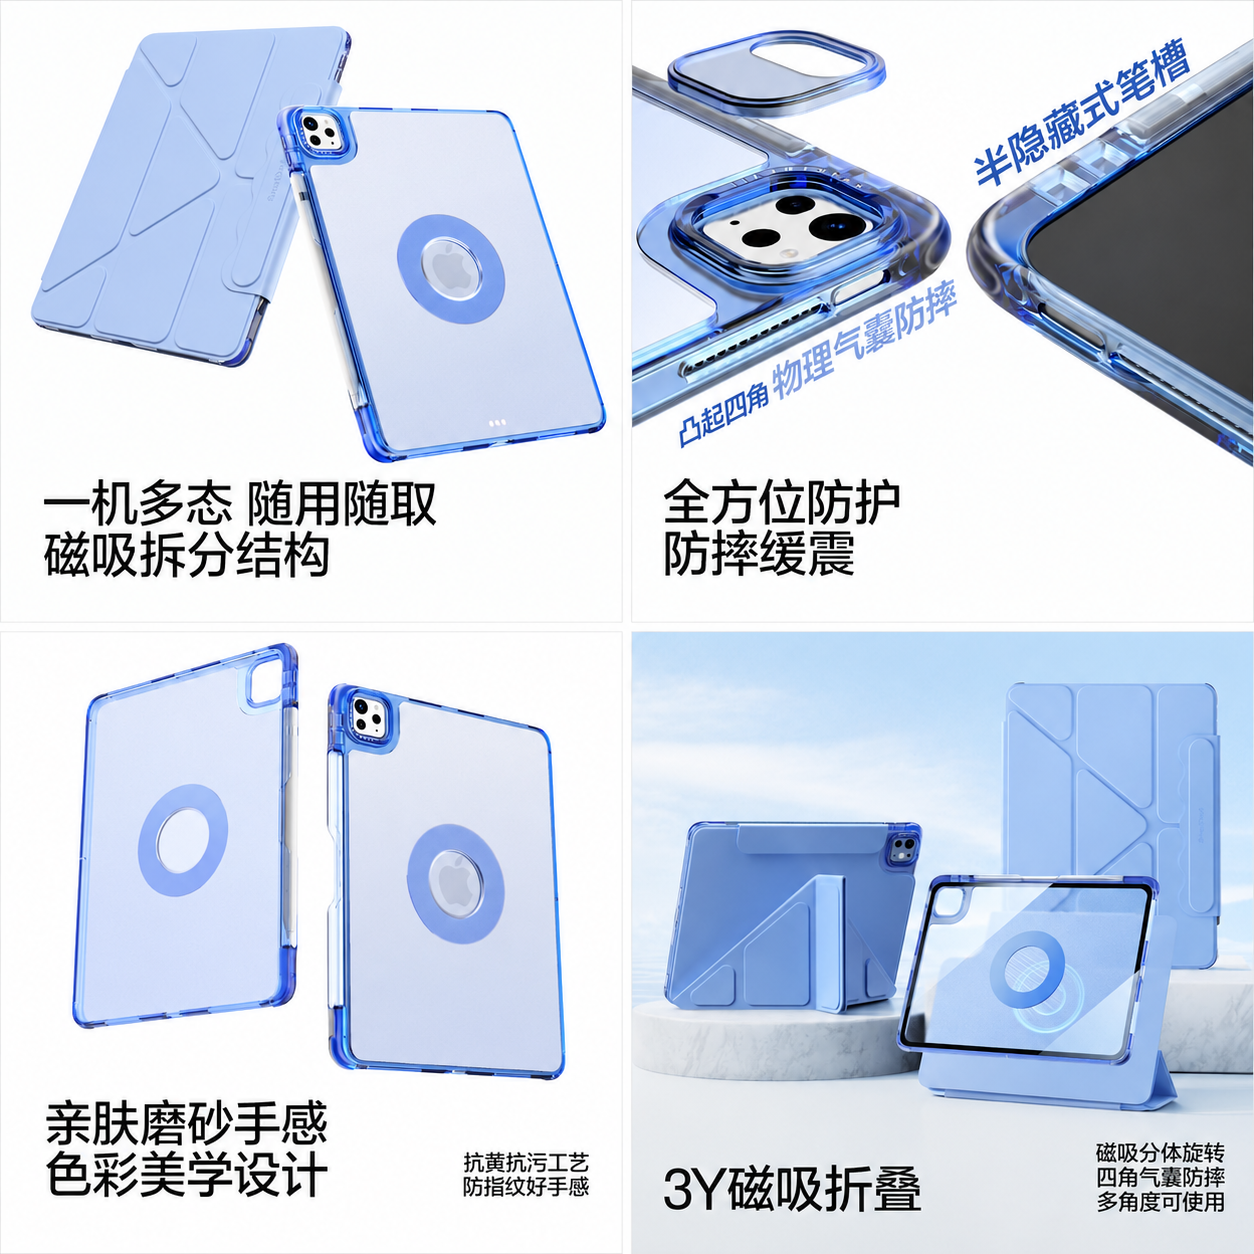 一机多态 随用随取
磁吸拆分结构
半隐藏式笔槽
凸起四角 物理气囊防摔
全方位防护
防摔缓震
亲肤磨砂手感
色彩美学设计
抗黄抗污工艺
防指纹好手感
3Y磁吸折叠
磁吸分体旋转
四角气囊防摔
多角度可使用